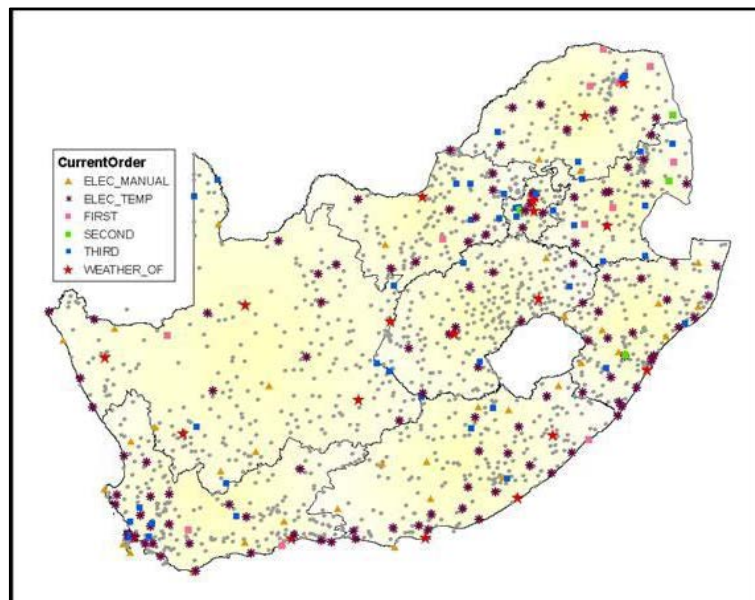 CurrentOrder
ELEC_MANUAL
ELEC_TEMP
FIRST
SECOND
THIRD
WEATHER_OF